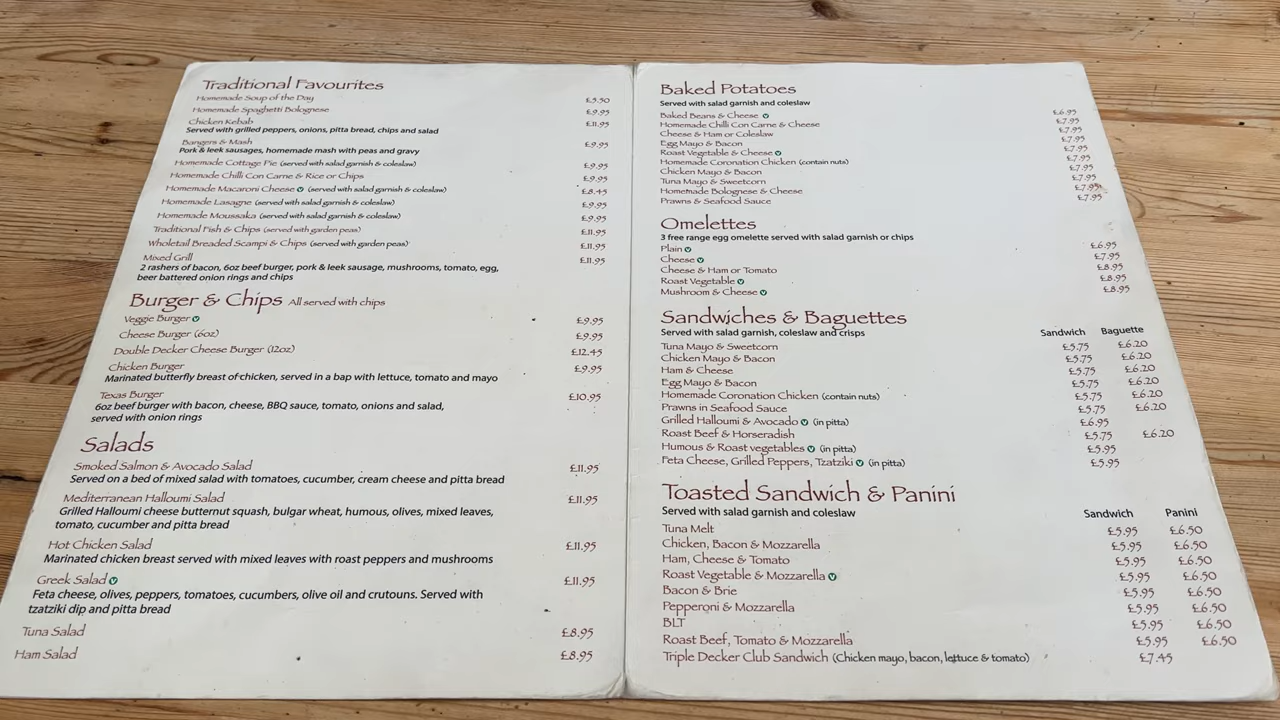 Traditional Favourites
Homemade Soup of the Day £5.50
Homemade Spaghetti Bolognese £9.95
Chicken Kebab £11.95
Served with grilled peppers, onions, pitta bread, chips and salad
Bangers & Mash £9.95
Pork & leek sausages, homemade mash with peas and gravy
Homemade Cottage Pie (served with salad garnish & coleslaw) £9.95
Homemade Chilli Con Carne & Rice or Chips £9.95
Homemade Macaroni Cheese V (served with salad garnish & coleslaw) £8.45
Homemade Lasagne (served with salad garnish & coleslaw) £9.95
Homemade Moussaka (served with salad garnish & coleslaw) £9.95
Traditional Fish & Chips (served with garden peas) £11.95
Wholetail Breaded Scampi & Chips (served with garden peas) £11.95
Mixed Grill £11.95
2 rashers of bacon, 6oz beef burger, pork & leek sausage, mushrooms, tomato, egg,
beer battered onion rings and chips
Burger & Chips All served with chips
Veggie Burger V £9.95
Cheese Burger (6oz) £9.95
Double Decker Cheese Burger (12oz) £12.45
Chicken Burger £9.95
Marinated butterfly breast of chicken, served in a bap with lettuce, tomato and mayo
Texas Burger £10.95
6oz beef burger with bacon, cheese, BBQ sauce, tomato, onions and salad,
served with onion rings
Salads
Smoked Salmon & Avocado Salad £11.95
Served on a bed of mixed salad with tomatoes, cucumber, cream cheese and pitta bread
Mediterranean Halloumi Salad £11.95
Grilled Halloumi cheese butternut squash, bulgar wheat, humous, olives, mixed leaves,
tomato, cucumber and pitta bread
Hot Chicken Salad £11.95
Marinated chicken breast served with mixed leaves with roast peppers and mushrooms
Greek Salad V £11.95
Feta cheese, olives, peppers, tomatoes, cucumbers, olive oil and crutouns. Served with
tzatziki dip and pitta bread
Tuna Salad £8.95
Ham Salad £8.95
Baked Potatoes
Served with salad garnish and coleslaw
Baked Beans & Cheese V £6.95
Homemade Chilli Con Carne & Cheese £7.95
Cheese & Ham or Coleslaw £7.95
Egg Mayo & Bacon £7.95
Roast Vegetable & Cheese V £7.95
Homemade Coronation Chicken (contain nuts) £7.95
Chicken Mayo & Bacon £7.95
Tuna Mayo & Sweetcorn £7.95
Homemade Bolognese & Cheese £7.95
Prawns & Seafood Sauce £7.95
Omelettes
3 free range egg omelette served with salad garnish or chips
Plain V £6.95
Cheese V £7.95
Cheese & Ham or Tomato £8.95
Roast Vegetable V £8.95
Mushroom & Cheese V £8.95
Sandwiches & Baguettes
Served with salad garnish, coleslaw and crisps Sandwich Baguette
Tuna Mayo & Sweetcorn £5.75 £6.20
Chicken Mayo & Bacon £5.75 £6.20
Ham & Cheese £5.75 £6.20
Egg Mayo & Bacon £5.75 £6.20
Homemade Coronation Chicken (contain nuts) £5.75 £6.20
Prawns in Seafood Sauce £5.75 £6.20
Grilled Halloumi & Avocado V (in pitta) £6.95
Roast Beef & Horseradish £5.75 £6.20
Humous & Roast vegetables V (in pitta) £5.95
Feta Cheese, Grilled Peppers, Tzatziki V (in pitta) £5.95
Toasted Sandwich & Panini
Served with salad garnish and coleslaw Sandwich Panini
Tuna Melt £5.95 £6.50
Chicken, Bacon & Mozzarella £5.95 £6.50
Ham, Cheese & Tomato £5.95 £6.50
Roast Vegetable & Mozzarella V £5.95 £6.50
Bacon & Brie £5.95 £6.50
Pepperoni & Mozzarella £5.95 £6.50
BLT £5.95 £6.50
Roast Beef, Tomato & Mozzarella £5.95 £6.50
Triple Decker Club Sandwich (Chicken mayo, bacon, lettuce & tomato) £7.45